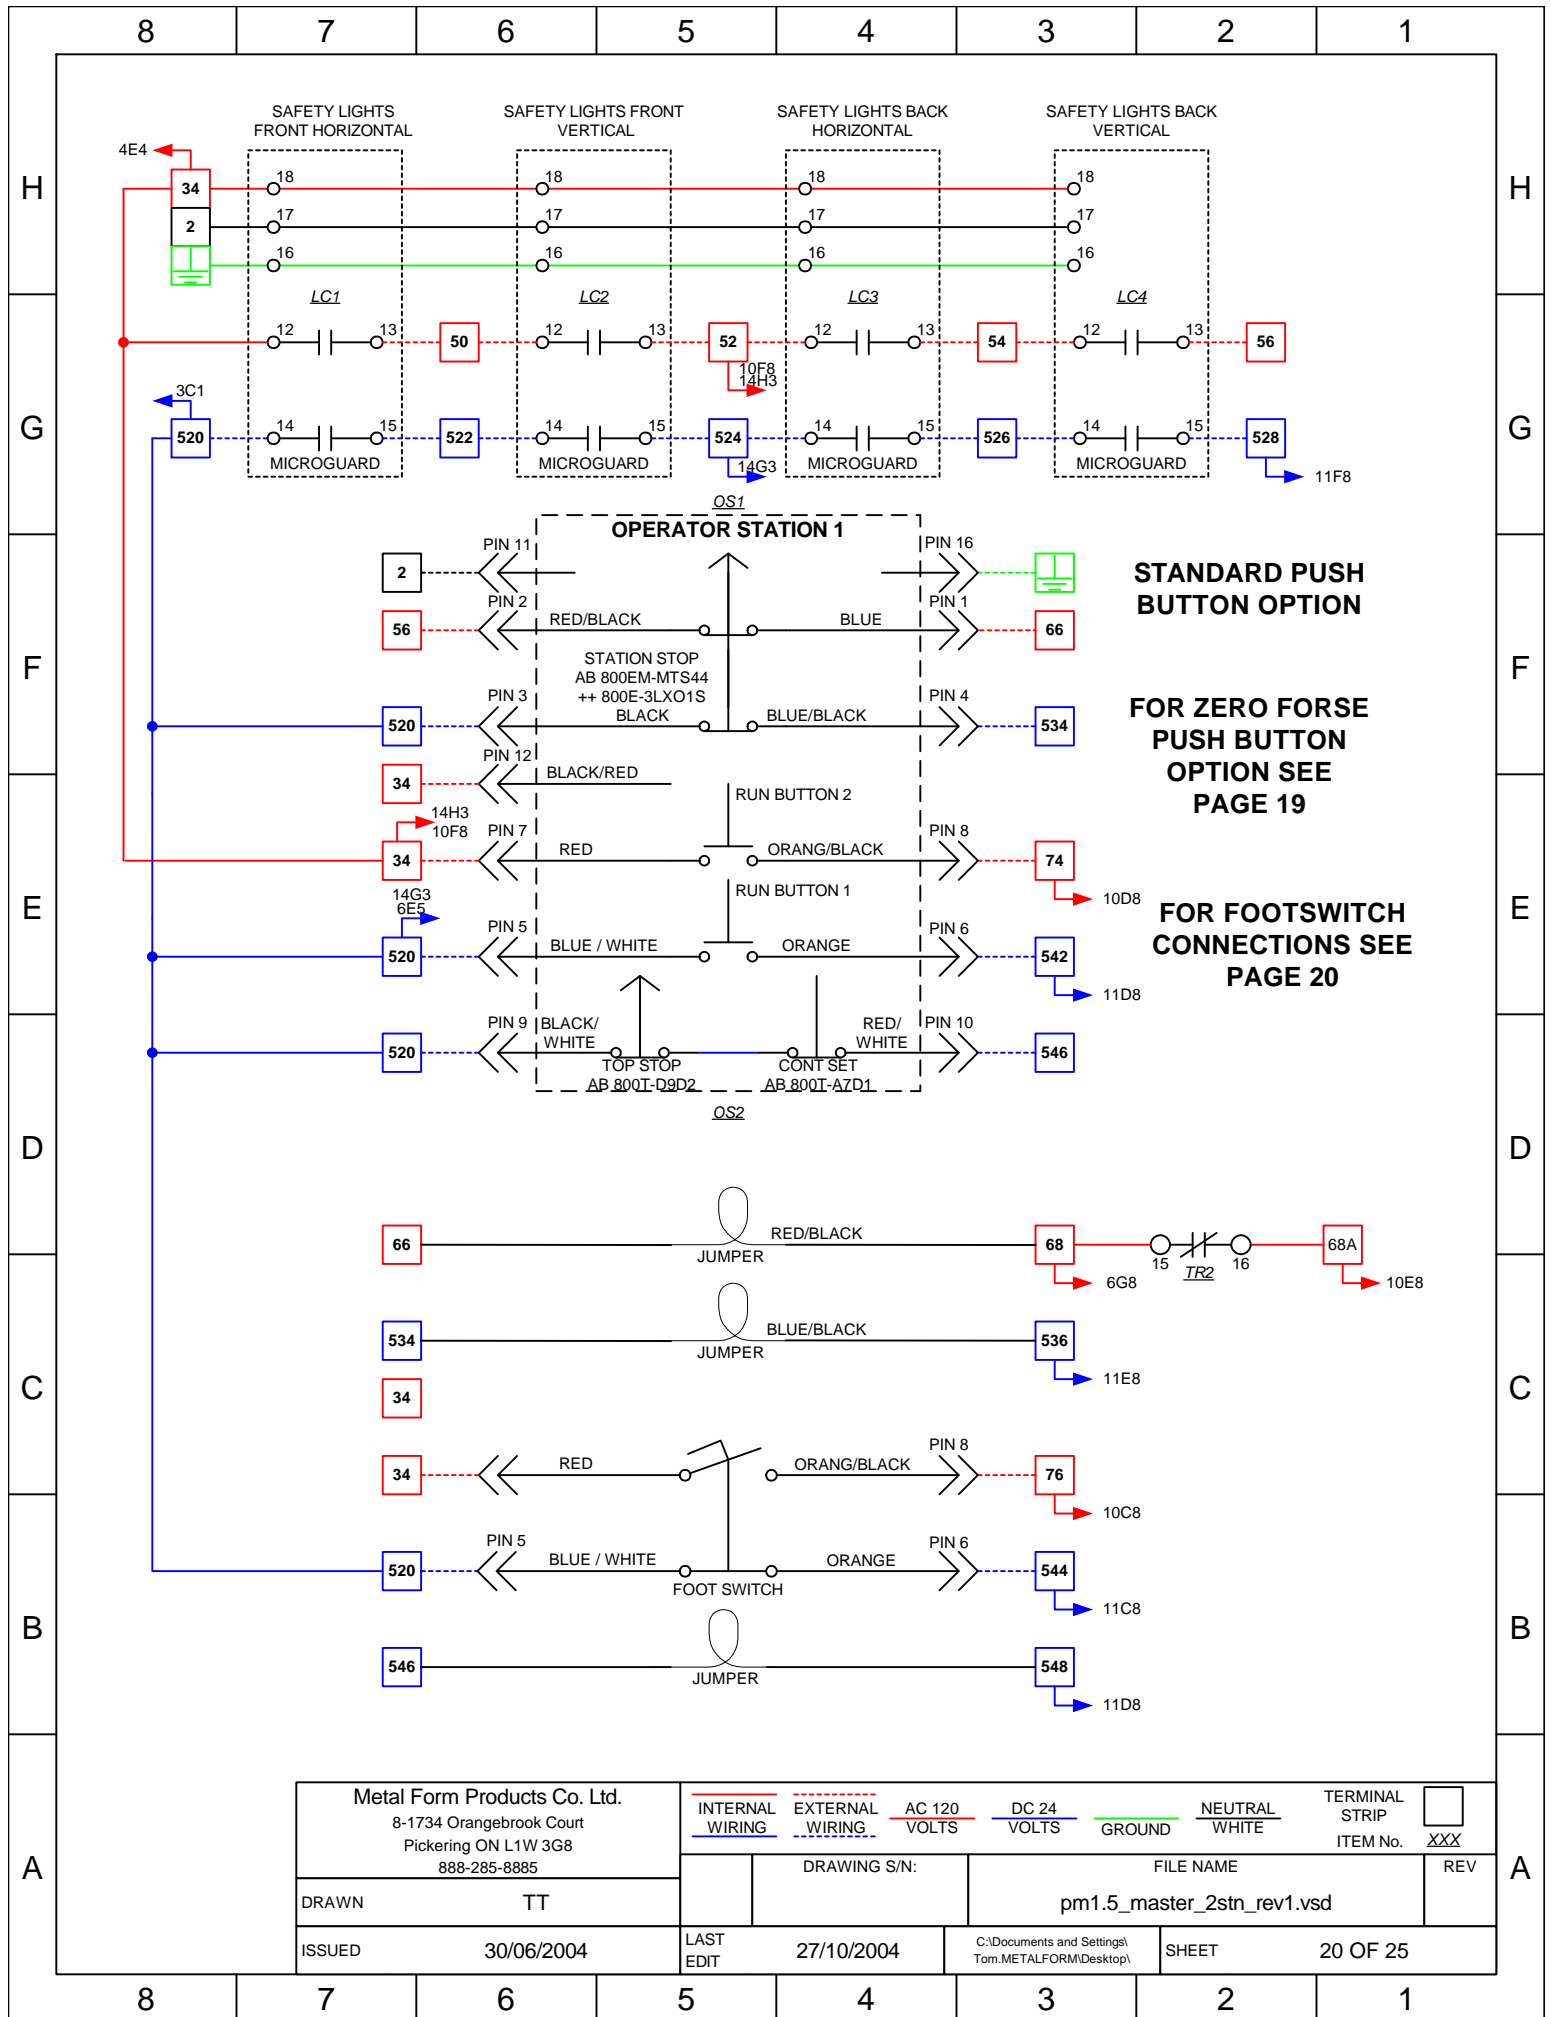 8 7 6 5 4 3 2 1
SAFETY LIGHTS
FRONT HORIZONTAL
SAFETY LIGHTS FRONT
VERTICAL
SAFETY LIGHTS BACK
HORIZONTAL
SAFETY LIGHTS BACK
VERTICAL
4E4
H 34 18 18 18 18 H
2 17 17 17 17
16 16 16 16
LC1 LC2 LC3 LC4
12 13 50 12 13 52 12 13 54 12 13 56
10F8
14H3
3C1
G 520 14 15 522 14 15 524 14 15 526 14 15 528 G
MICROGUARD MICROGUARD MICROGUARD MICROGUARD
14G3
11F8
OS1
OPERATOR STATION 1
2 PIN 11 PIN 16
STANDARD PUSH
BUTTON OPTION
56 PIN 2 RED/BLACK BLUE PIN 1 66
F F
STATION STOP
AB 800EM-MTS44
++ 800E-3LXO1S
520 PIN 3 BLACK BLUE/BLACK PIN 4 534
FOR ZERO FORSE
PUSH BUTTON
OPTION SEE
PAGE 19
34 PIN 12 BLACK/RED
RUN BUTTON 2
14H3
10F8
34 PIN 7 RED ORANG/BLACK PIN 8 74
10D8
E E
RUN BUTTON 1
14G3
6E5
520 PIN 5 BLUE / WHITE ORANGE PIN 6 542
11D8
FOR FOOTSWITCH
CONNECTIONS SEE
PAGE 20
520 PIN 9 BLACK/
WHITE
RED/
WHITE
PIN 10 546
TOP STOP
AB 800T-D9D2
CONT SET
AB 800T-A7D1
OS2
D D
66 JUMPER RED/BLACK 68 15 TR2 16 68A
6G8 10E8
534 JUMPER BLUE/BLACK 536
11E8
C 34 C
34 RED ORANG/BLACK PIN 8 76
10C8
520 PIN 5 BLUE / WHITE ORANGE PIN 6 544
FOOT SWITCH
11C8
B B
546 JUMPER 548
11D8
Metal Form Products Co. Ltd.
8-1734 Orangebrook Court
Pickering ON L1W 3G8
888-285-8885
INTERNAL
WIRING
EXTERNAL
WIRING
AC 120
VOLTS
DC 24
VOLTS
GROUND
NEUTRAL
WHITE
TERMINAL
STRIP
ITEM No. XXX
A A
DRAWING S/N: FILE NAME REV
DRAWN TT pm1.5_master_2stn_rev1.vsd
ISSUED 30/06/2004
LAST
EDIT
27/10/2004
C:\Documents and Settings\
Tom.METALFORM\Desktop\
SHEET 20 OF 25
8 7 6 5 4 3 2 1